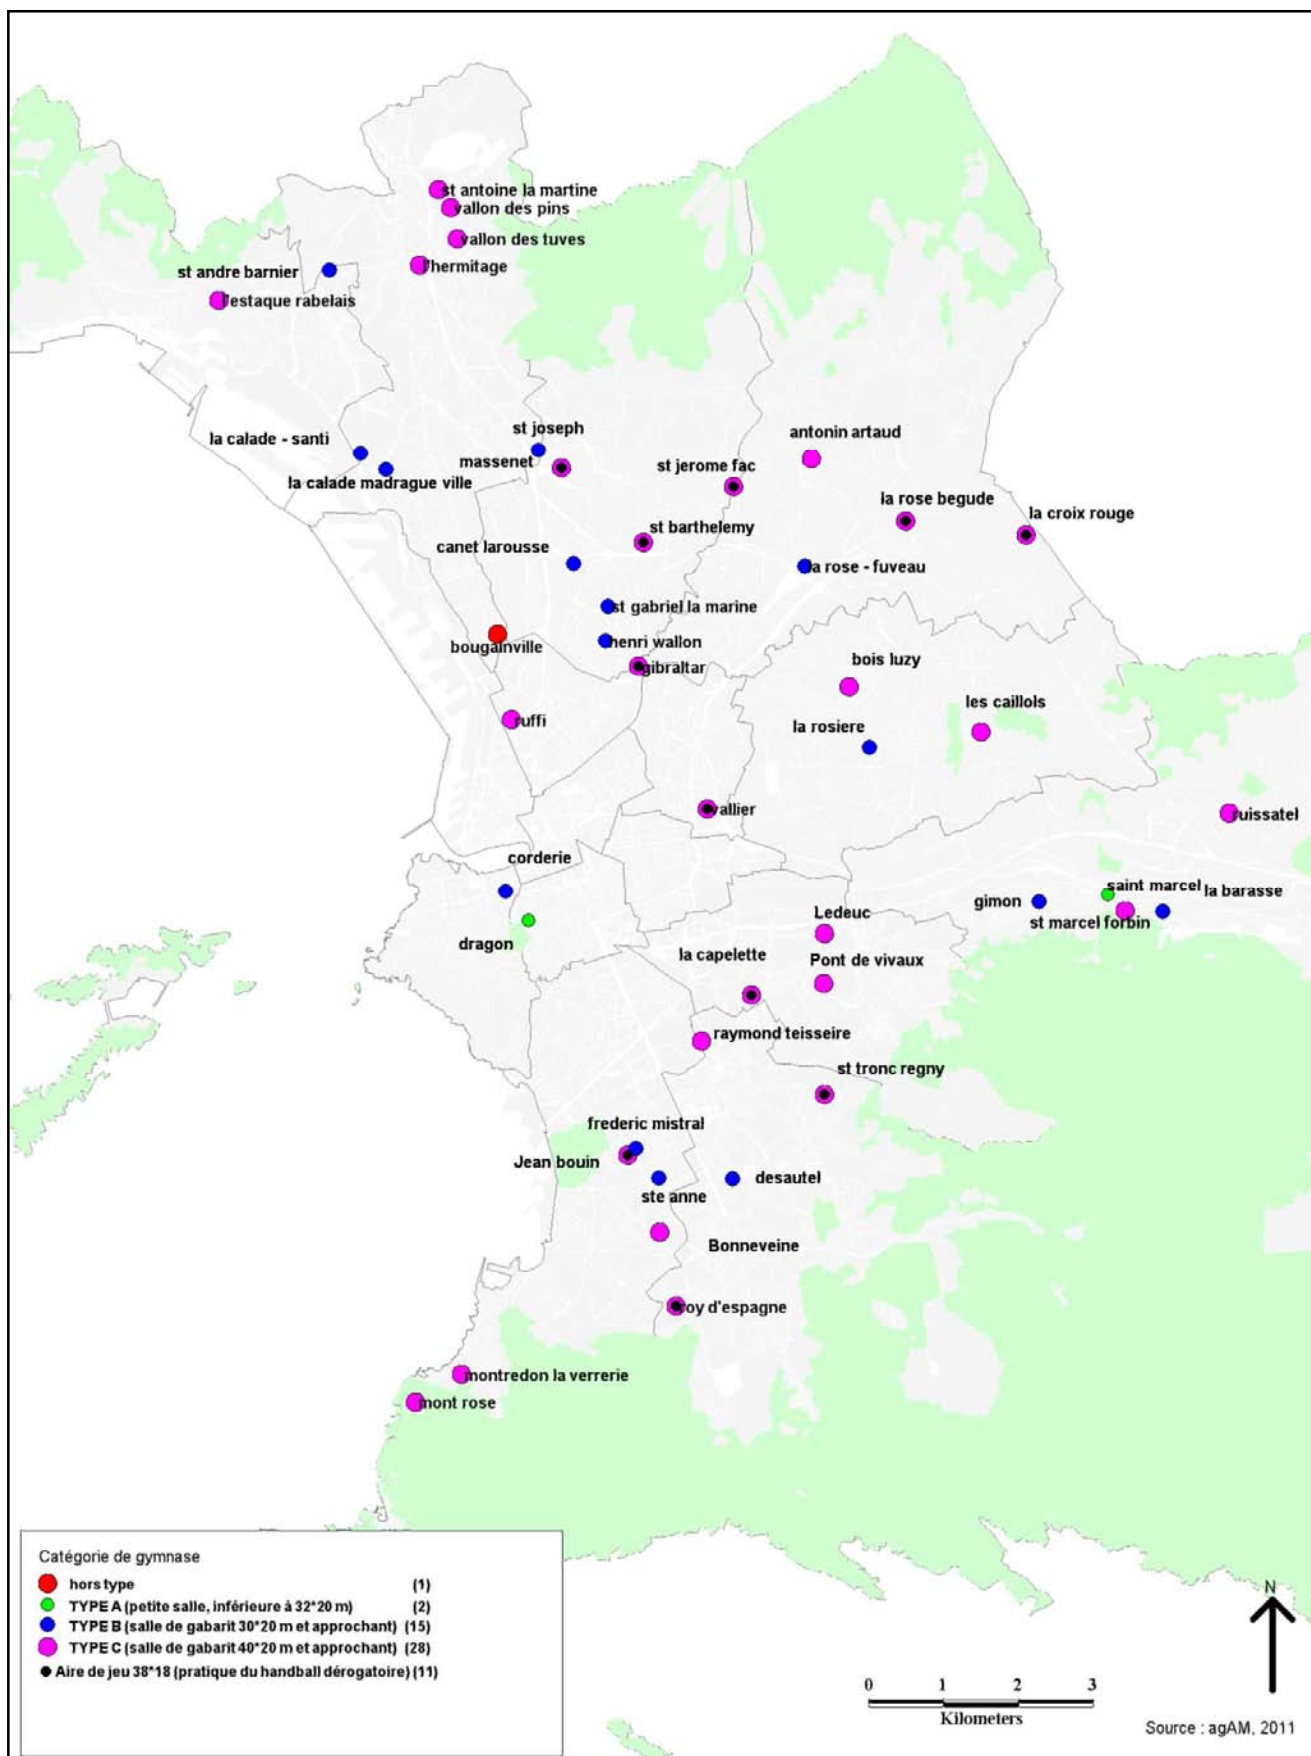 st antoine la martine
vallon des pins
vallon des tuves
st andre barnier
l'hermitage
l'estaque rabelais
st joseph
antonin artaud
la calade - santi
massenet
st jerome fac
la calade madrague ville
la rose begude
la croix rouge
st barthelemy
canet larousse
la rose - fuveau
st gabriel la marine
bougainville
henri wallon
gibraltar
bois luzy
les caillols
ruffi
la rosiere
vallier
ruissatel
corderie
saint marcel
la barasse
gimon
Ledeuc
st marcel forbin
dragon
la capelette
Pont de vivaux
raymond teisseire
st tronc regny
frederic mistral
Jean bouin
desautel
ste anne
Bonneveine
roy d'espagne
montredon la verrerie
mont rose
Catégorie de gymnase
hors type (1)
TYPE A (petite salle, inférieure à 32*20 m) (2)
TYPE B (salle de gabarit 30*20 m et approchant) (15)
TYPE C (salle de gabarit 40*20 m et approchant) (28)
Aire de jeu 38*18 (pratique du handball dérogatoire) (11)
N
0 1 2 3
Kilometers
Source : agAM, 2011